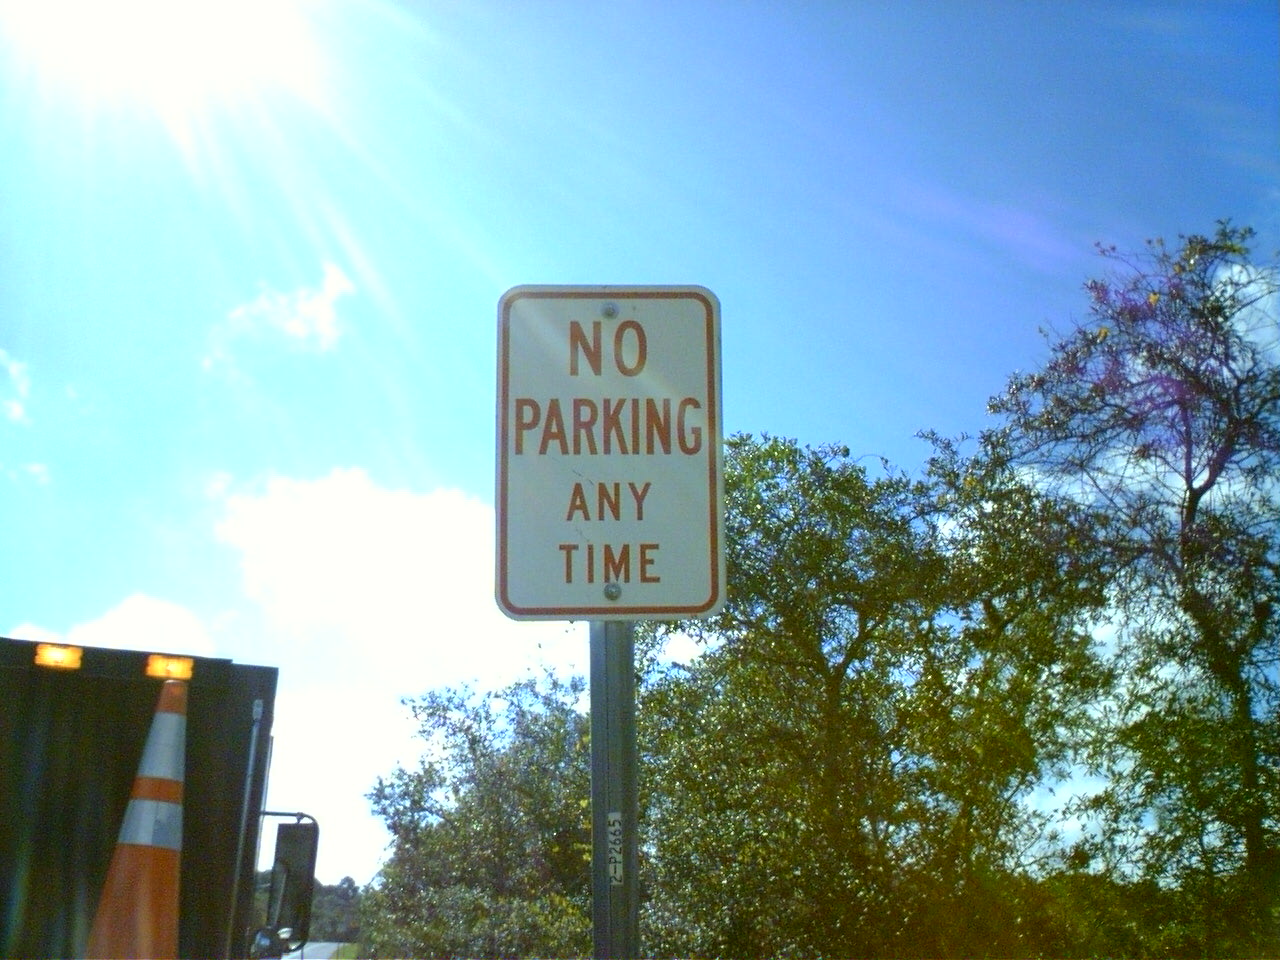 NO
PARKING
ANY
TIME
2-P2665